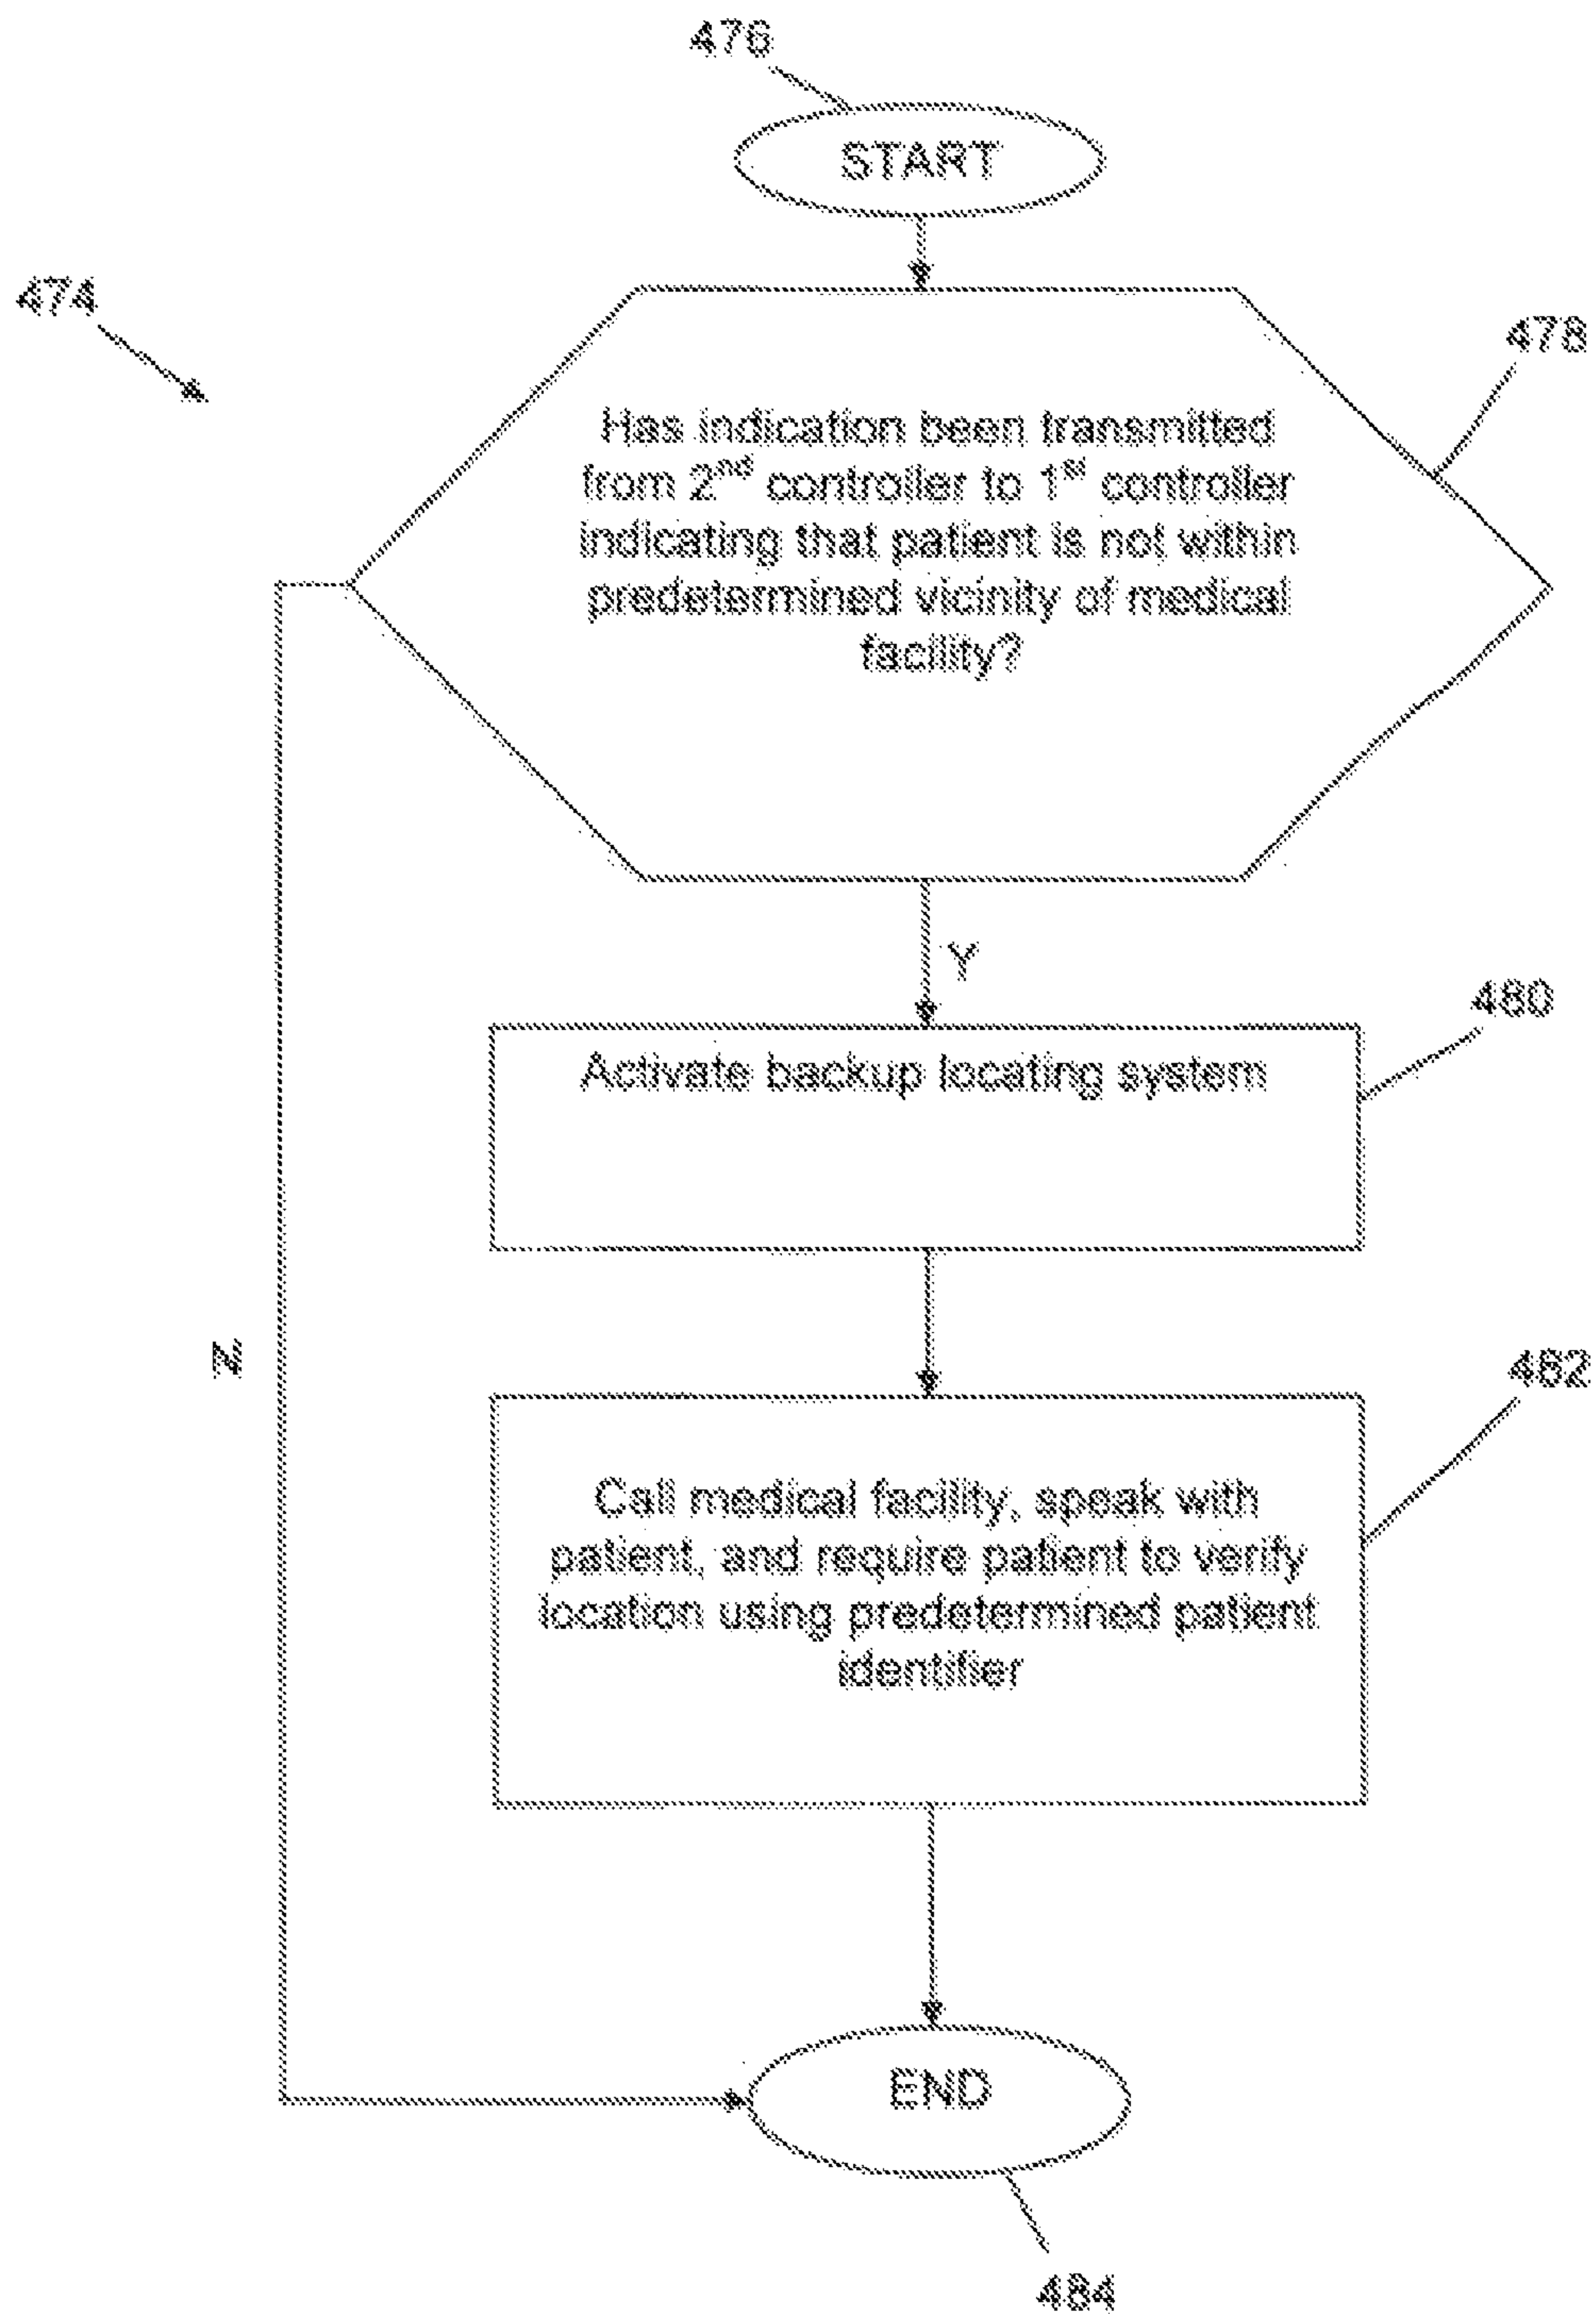 476
START
474
478
Has indication been transmitted
from 2nd controller to 1st controller
indicating that patient is not within
predetermined vicinity of medical
facility?
Y
480
Activate backup locating system
N
482
Call medical facility, speak with
patient, and require patient to verify
location using predetermined patient
identifier
END
484